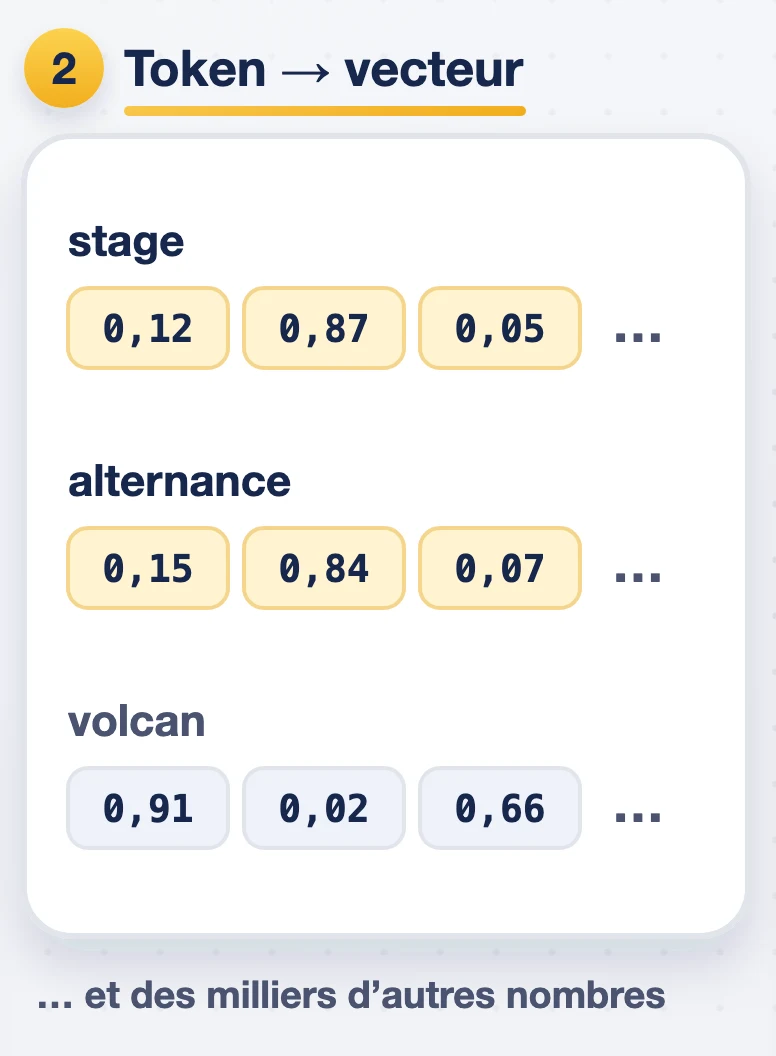 2 Token → vecteur
stage
0,12 0,87 0,05 ...
alternance
0,15 0,84 0,07 ...
volcan
0,91 0,02 0,66 ...
... et des milliers d’autres nombres